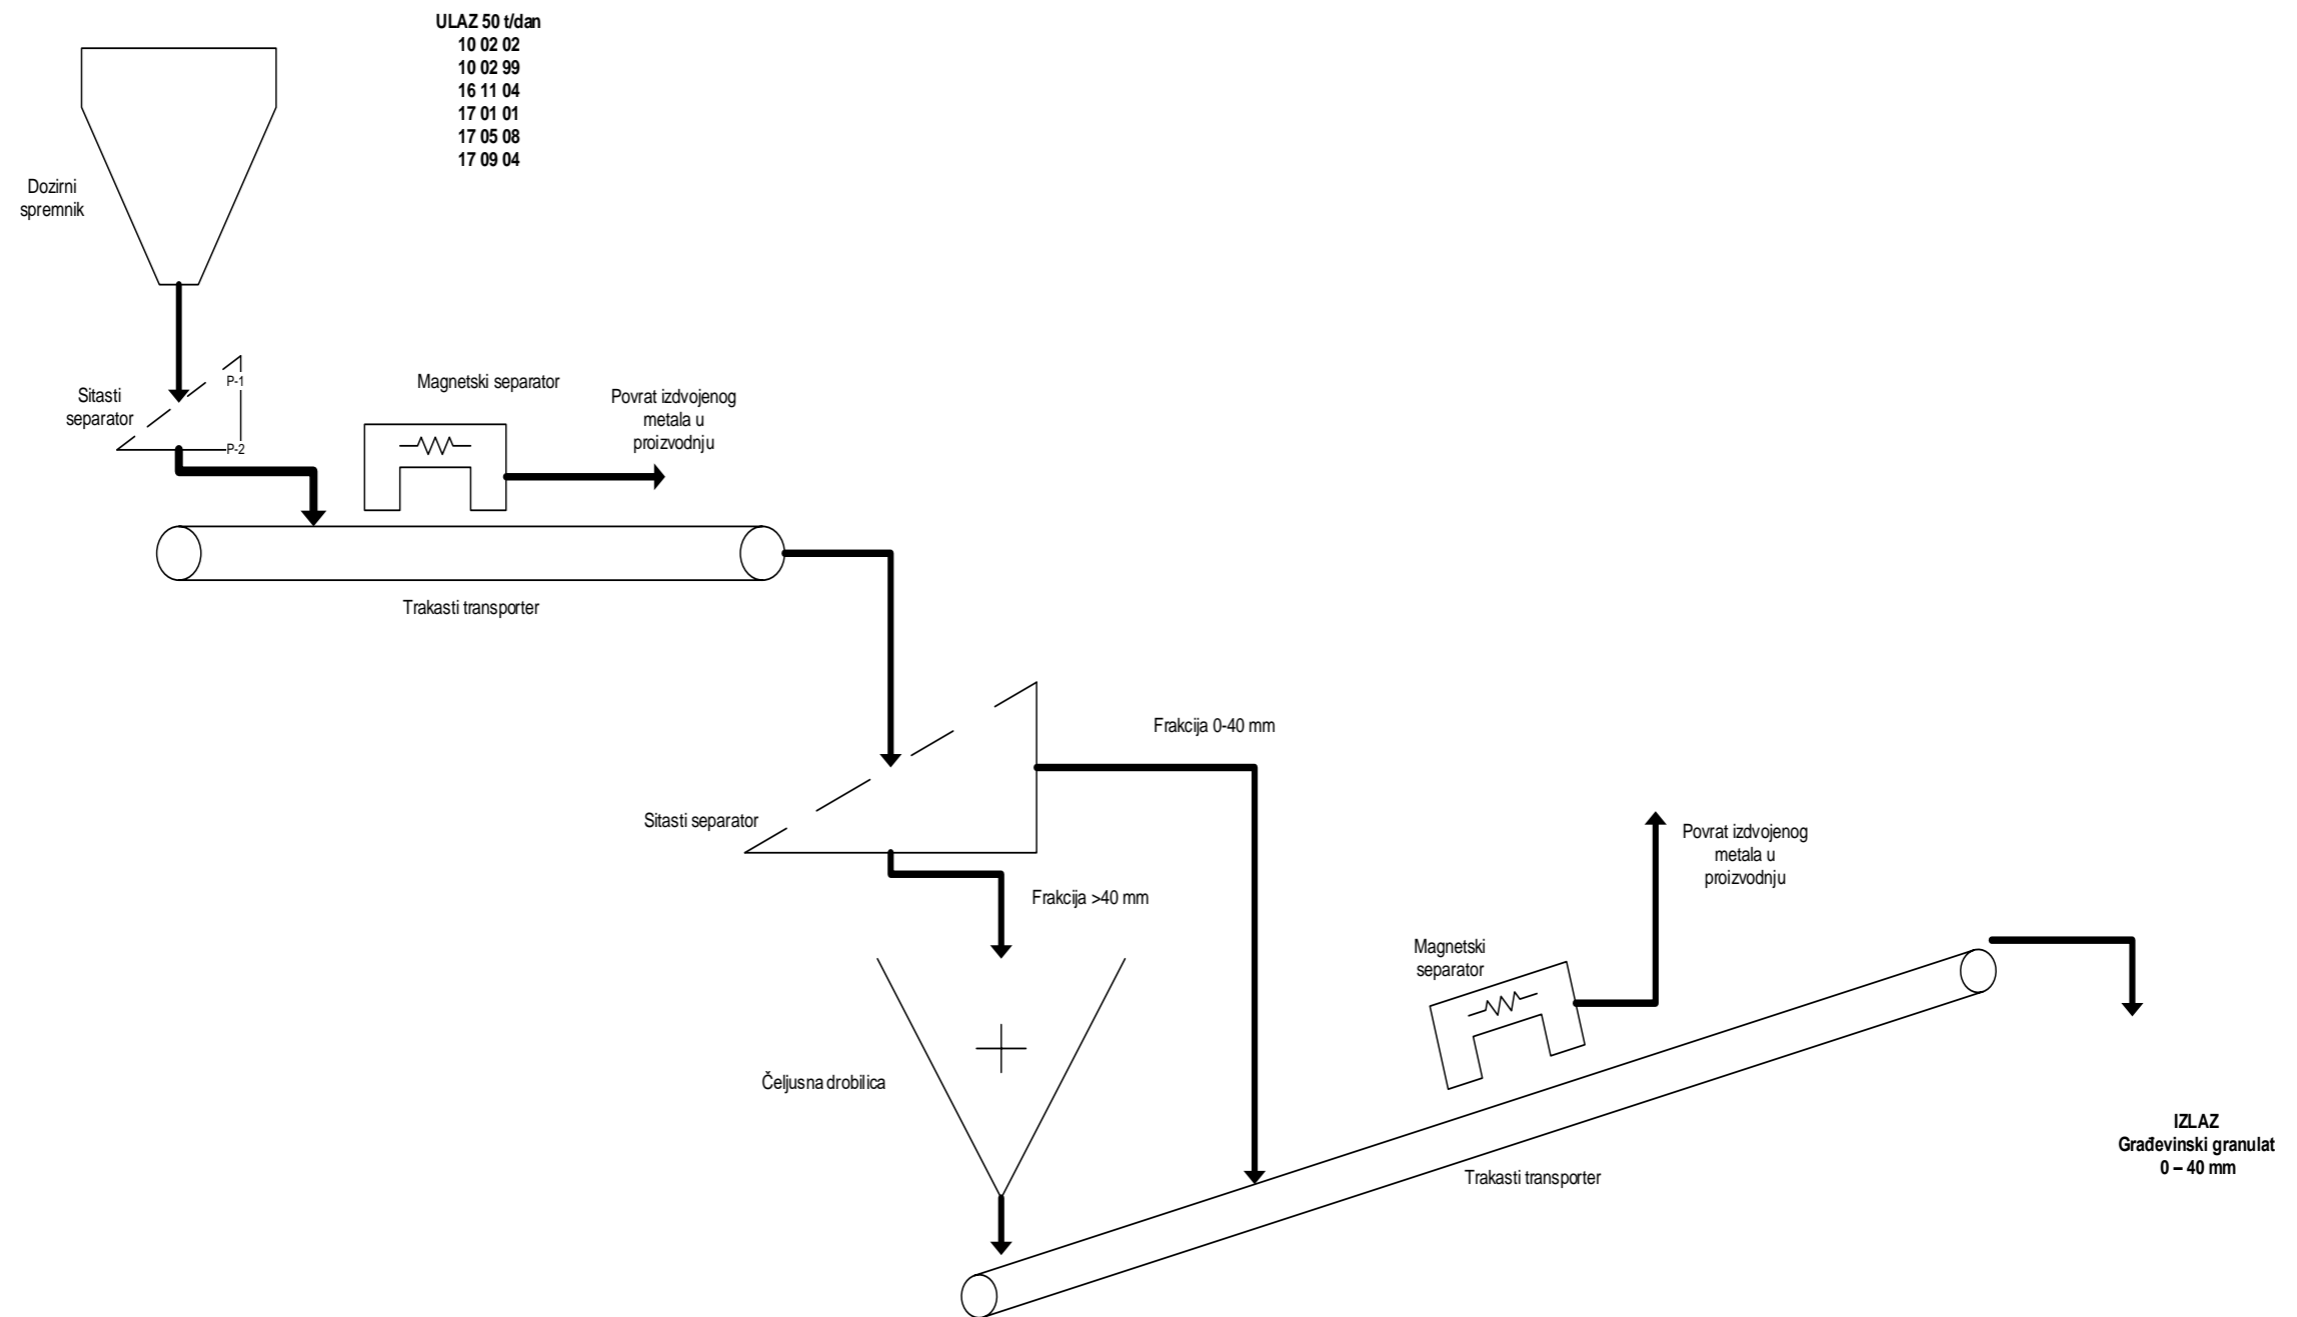 ULAZ 50 t/dan
10 02 02
10 02 99
16 11 04
17 01 01
17 05 08
17 09 04
Dozirni
spremnik
P-1
Sitasti
separator
P-2
Magnetski separator
Povrat izdvojenog
metala u
proizvodnju
Trakasti transporter
Frakcija 0-40 mm
Sitasti separator
Frakcija >40 mm
Povrat izdvojenog
metala u
proizvodnju
Magnetski
separator
Čeljusna drobilica
Trakasti transporter
IZLAZ
Građevinski granulat
0 – 40 mm